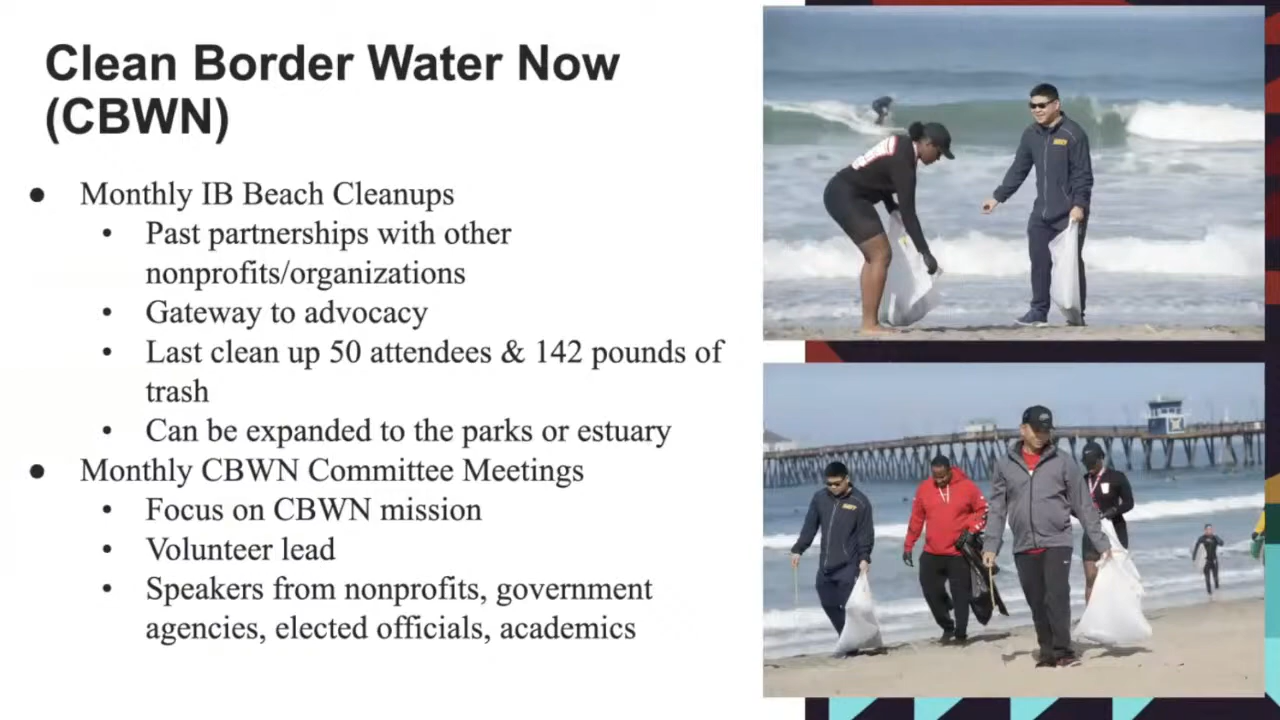 Clean Border Water Now
(CBWN)
● Monthly IB Beach Cleanups
• Past partnerships with other
nonprofits/organizations
• Gateway to advocacy
• Last clean up 50 attendees & 142 pounds of
trash
• Can be expanded to the parks or estuary
● Monthly CBWN Committee Meetings
• Focus on CBWN mission
• Volunteer lead
• Speakers from nonprofits, government
agencies, elected officials, academics